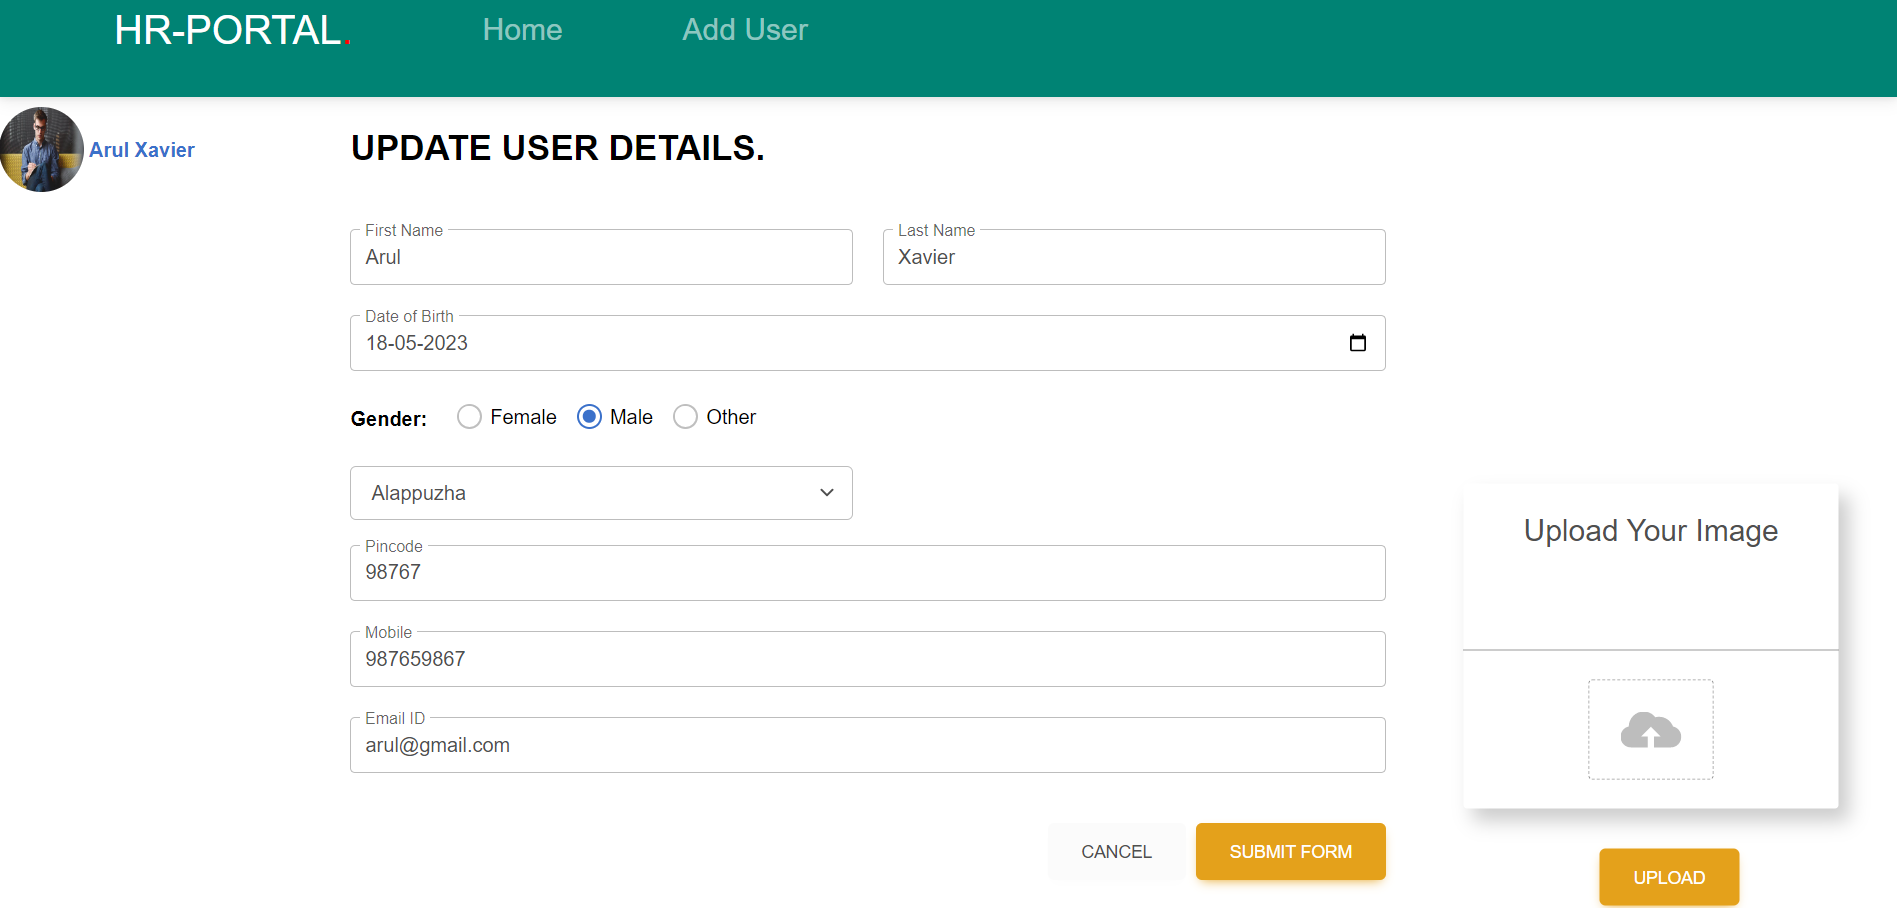 HR-PORTAL. Home Add User
Arul Xavier
UPDATE USER DETAILS.
First Name
Arul
Last Name
Xavier
Date of Birth
18-05-2023
Gender: Female Male Other
Alappuzha
Pincode
98767
Mobile
987659867
Email ID
arul@gmail.com
CANCEL SUBMIT FORM
Upload Your Image
UPLOAD